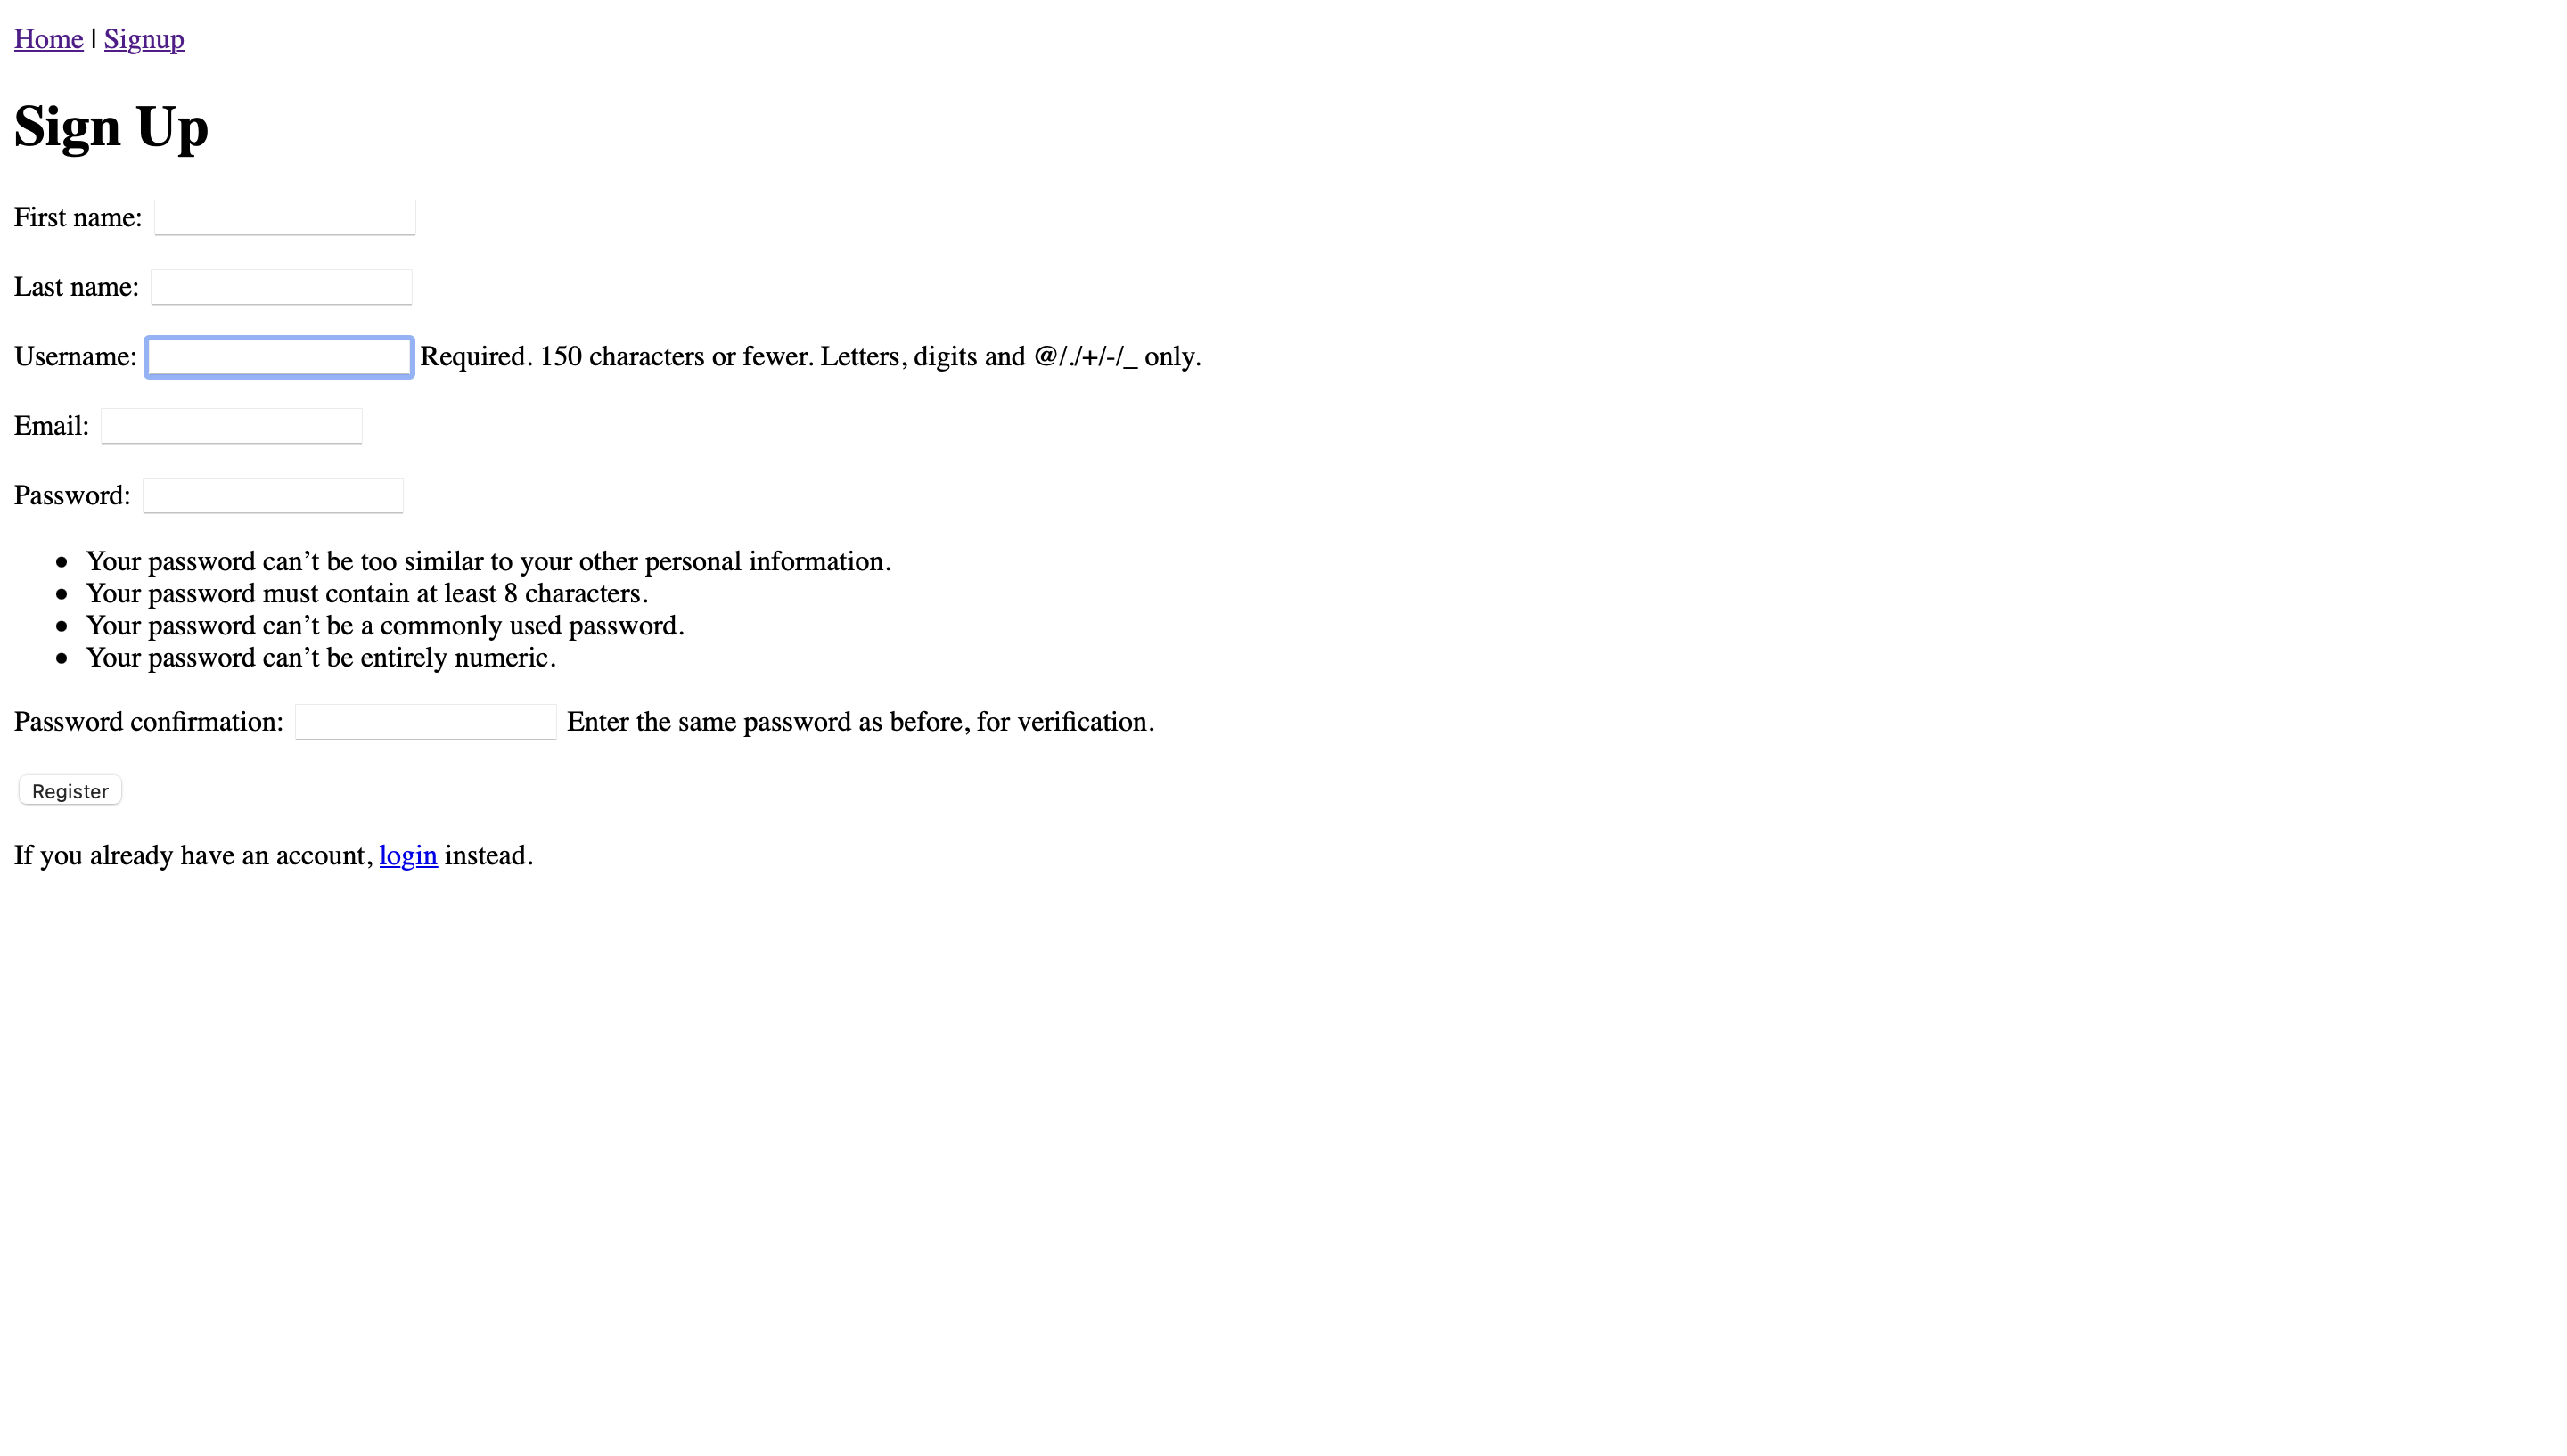 Home | Signup
Sign Up
First name:
Last name:
Username: Required. 150 characters or fewer. Letters, digits and @/./+/-/_ only.
Email:
Password:
• Your password can’t be too similar to your other personal information.
• Your password must contain at least 8 characters.
• Your password can’t be a commonly used password.
• Your password can’t be entirely numeric.
Password confirmation: Enter the same password as before, for verification.
Register
If you already have an account, login instead.